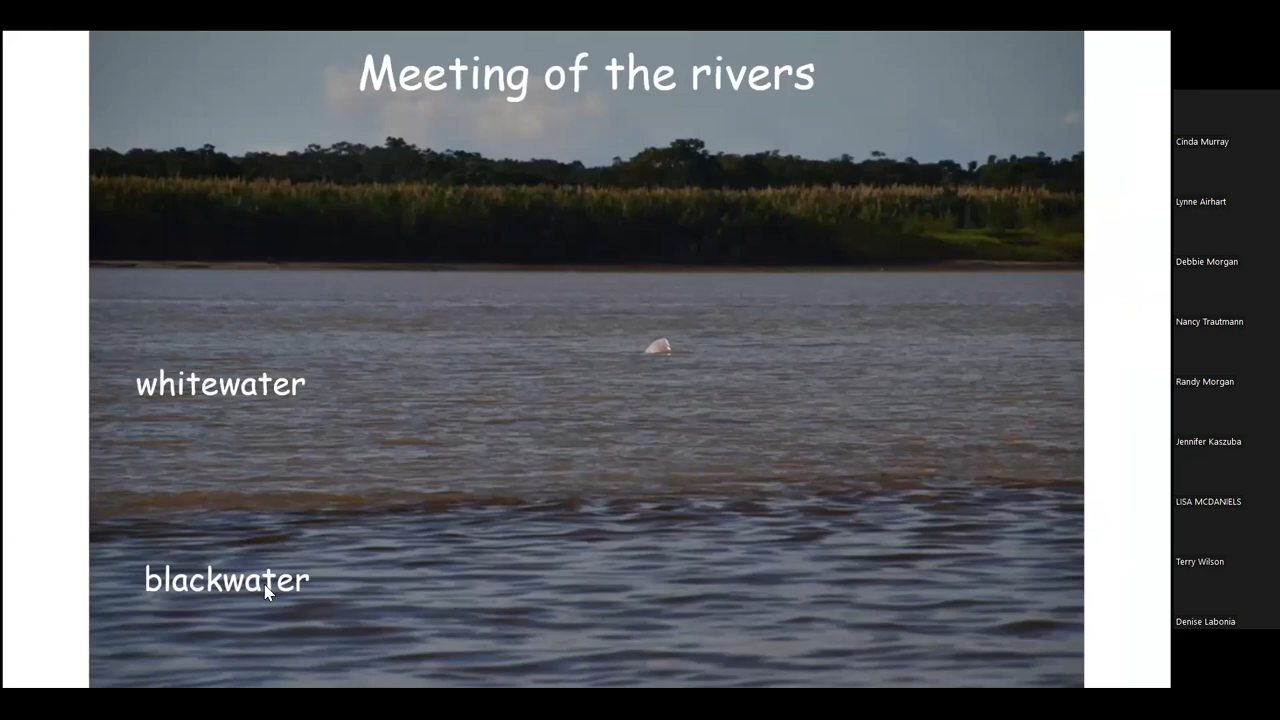 Meeting of the rivers
whitewater
blackwater
Cinda Murray
Lynne Airhart
Debbie Morgan
Nancy Trautmann
Randy Morgan
Jennifer Kaszuba
LISA MCDANIELS
Terry Wilson
Denise Labonia